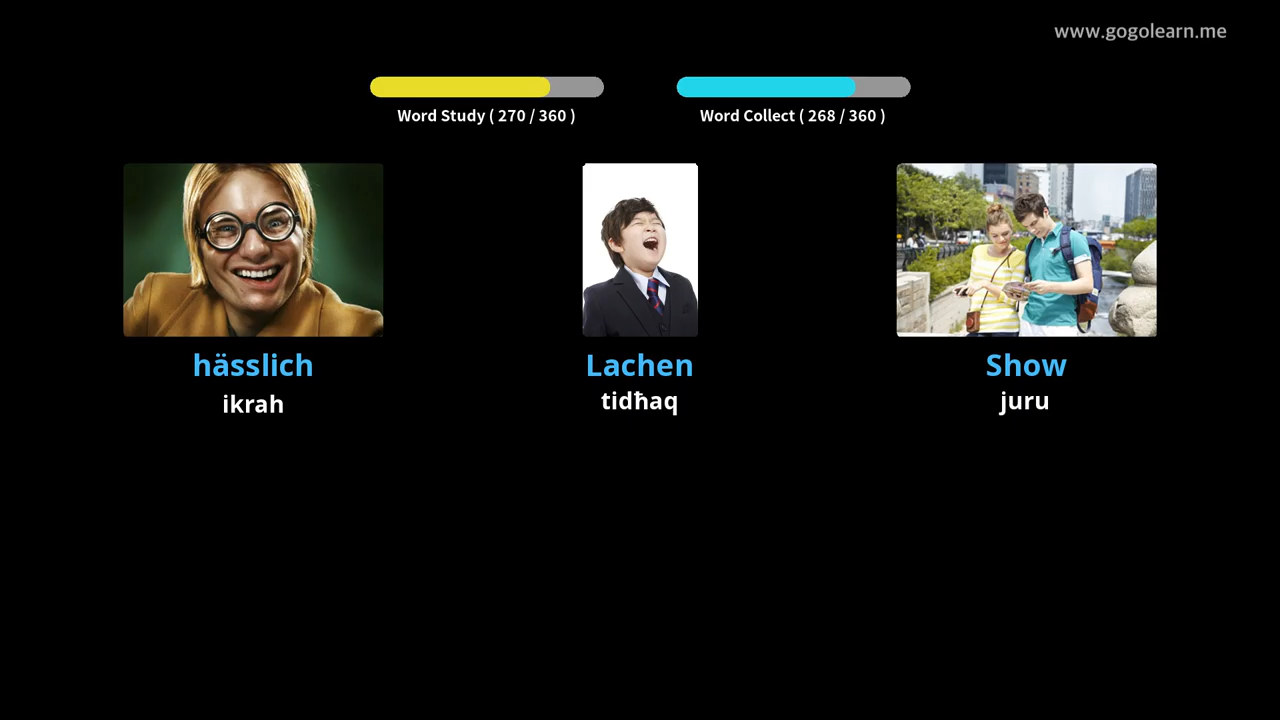 www.gogolearn.me
Word Study ( 270 / 360 )
Word Collect ( 268 / 360 )
hässlich
ikrah
Lachen
tidħaq
Show
juru